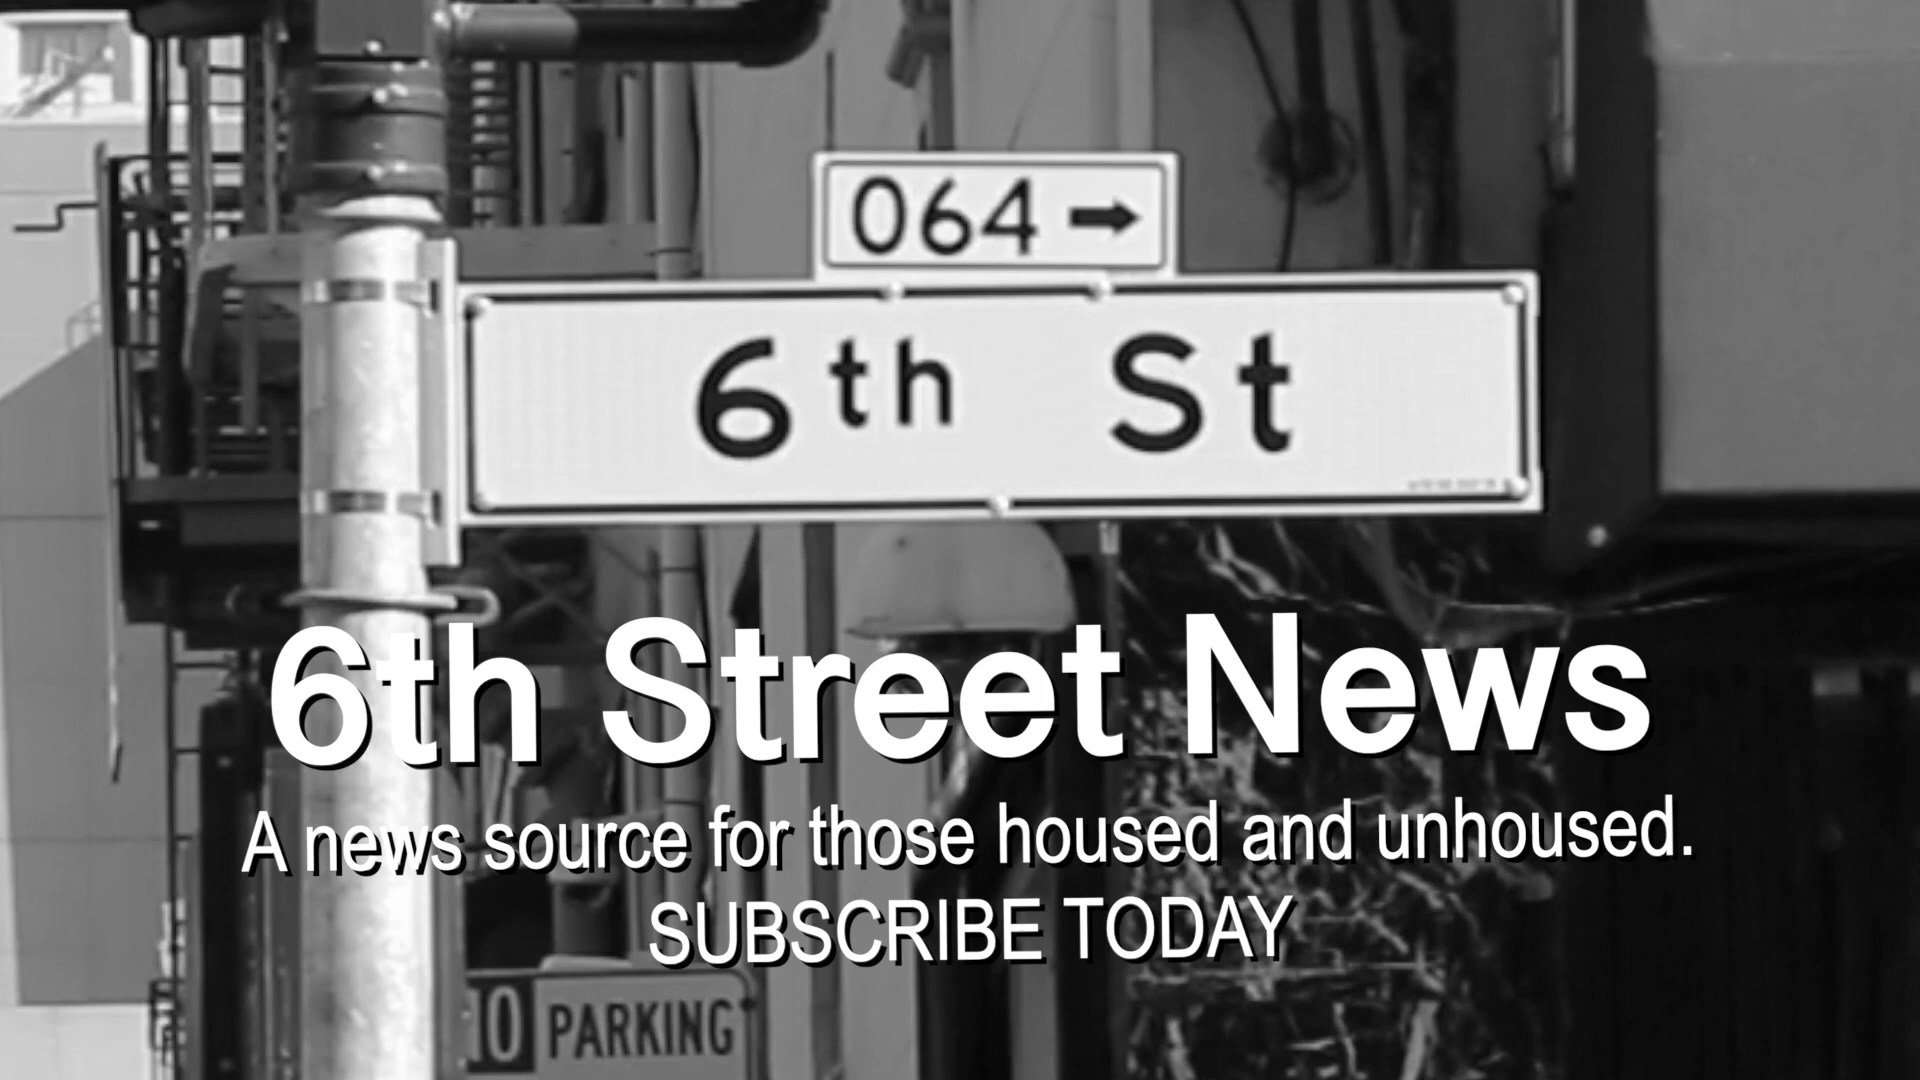 064 →
6th St
6th Street News
A news source for those housed and unhoused.
SUBSCRIBE TODAY
PARKING